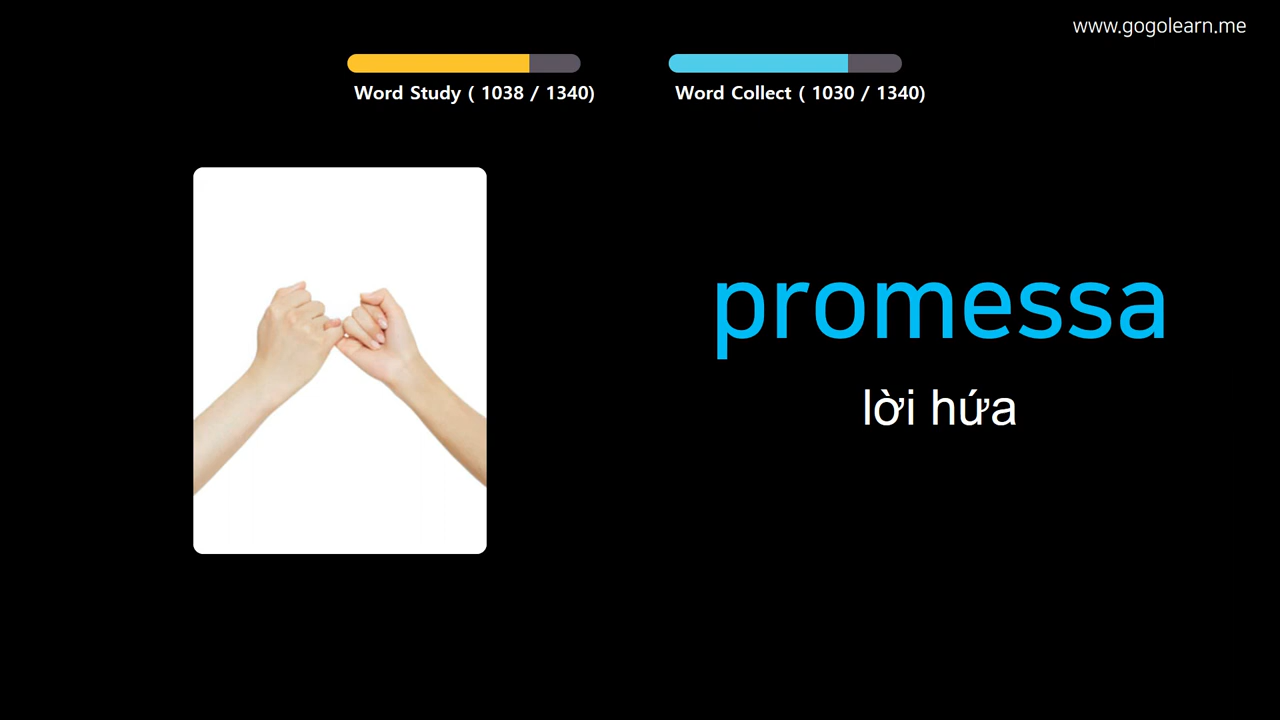 www.gogolearn.me
Word Study ( 1038 / 1340)
Word Collect ( 1030 / 1340)
promessa
lời hứa